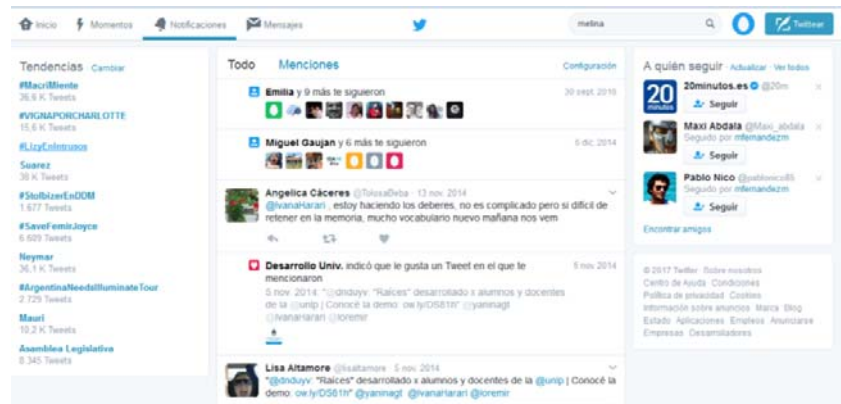 Inicio
Momentos
Notificaciones
Mensajes
melina
Twittear
Tendencias · Cambiar
#MacriMiente
36,6 K Tweets
#VIGNAPORCHARLOTTE
15,6 K Tweets
#LizyEnIntrusos
Suarez
38 K Tweets
#StolbizerEnDDM
1.677 Tweets
#SaveFemirJoyce
6.609 Tweets
Neymar
36,1 K Tweets
#ArgentinaNeedsIlluminateTour
2.729 Tweets
Mauri
10,2 K Tweets
Asamblea Legislativa
8.345 Tweets
Todo
Menciones
Configuración
Emilia y 9 más te siguieron
30 sept. 2016
Miguel Gaujan y 6 más te siguieron
5 dic. 2014
Angelica Cáceres @TolosaBeba · 13 nov. 2014
@IvanaHarari , estoy haciendo los deberes, no es complicado pero si dificil de
retener en la memoria, mucho vocabulario nuevo mañana nos vem
Desarrollo Univ. indicó que le gusta un Tweet en el que te
mencionaron
5 nov. 2014
5 nov. 2014: "@dnduyv: "Raíces" desarrollado x alumnos y docentes
de la @unlp | Conocé la demo: ow.ly/DS81h" @yaninagt
@IvanaHarari @loremir
Lisa Altamore @lisaltamore · 5 nov. 2014
"@dnduyv: "Raíces" desarrollado x alumnos y docentes de la @unlp | Conocé la
demo: ow.ly/DS81h" @yaninagt @IvanaHarari @loremir
A quién seguir · Actualizar · Ver todos
20
minutos
20minutos.es @20m
Seguir
Maxi Abdala @Maxi_abdala
Seguido por mfernandezm
Seguir
Pablo Nico @pablonico85
Seguido por mfernandezm
Seguir
Encontrar amigos
© 2017 Twitter Sobre nosotros
Centro de Ayuda Condiciones
Política de privacidad Cookies
Información sobre anuncios Marca Blog
Estado Aplicaciones Empleos Anunciarse
Empresas Desarrolladores